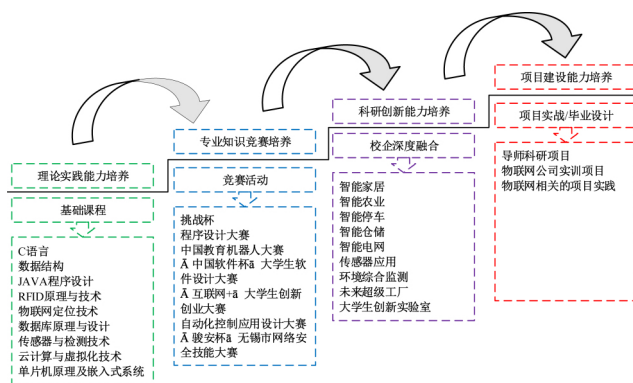 理论实践能力培养
基础课程
C语言
数据结构
JAVA程序设计
RFID原理与技术
物联网定位技术
数据库原理与设计
传感器与检测技术
云计算与虚拟化技术
单片机原理及嵌入式系统
专业知识竞赛培养
竞赛活动
挑战杯
程序设计大赛
中国教育机器人大赛
Ã 中国软件杯ā 大学生软
件设计大赛
Ã 互联网+ā 大学生创新
创业大赛
自动化控制应用设计大赛
Ã 骏安杯ā 无锡市网络安
全技能大赛
科研创新能力培养
校企深度融合
智能家居
智能农业
智能停车
智能仓储
智能电网
传感器应用
环境综合监测
未来超级工厂
大学生创新实验室
项目建设能力培养
项目实战/毕业设计
导师科研项目
物联网公司实训项目
物联网相关的项目实践